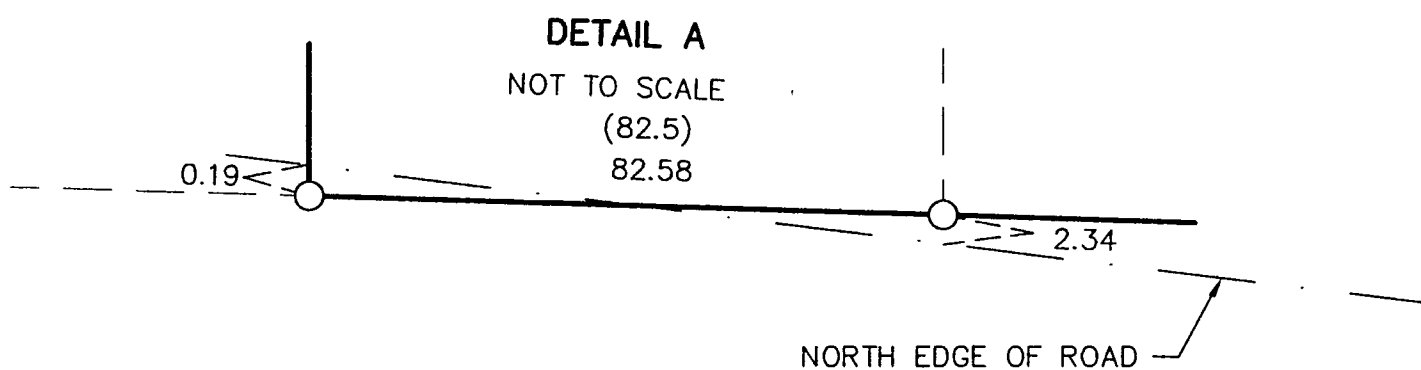 DETAIL A
NOT TO SCALE
(82.5)
82.58
0.19
2.34
NORTH EDGE OF ROAD